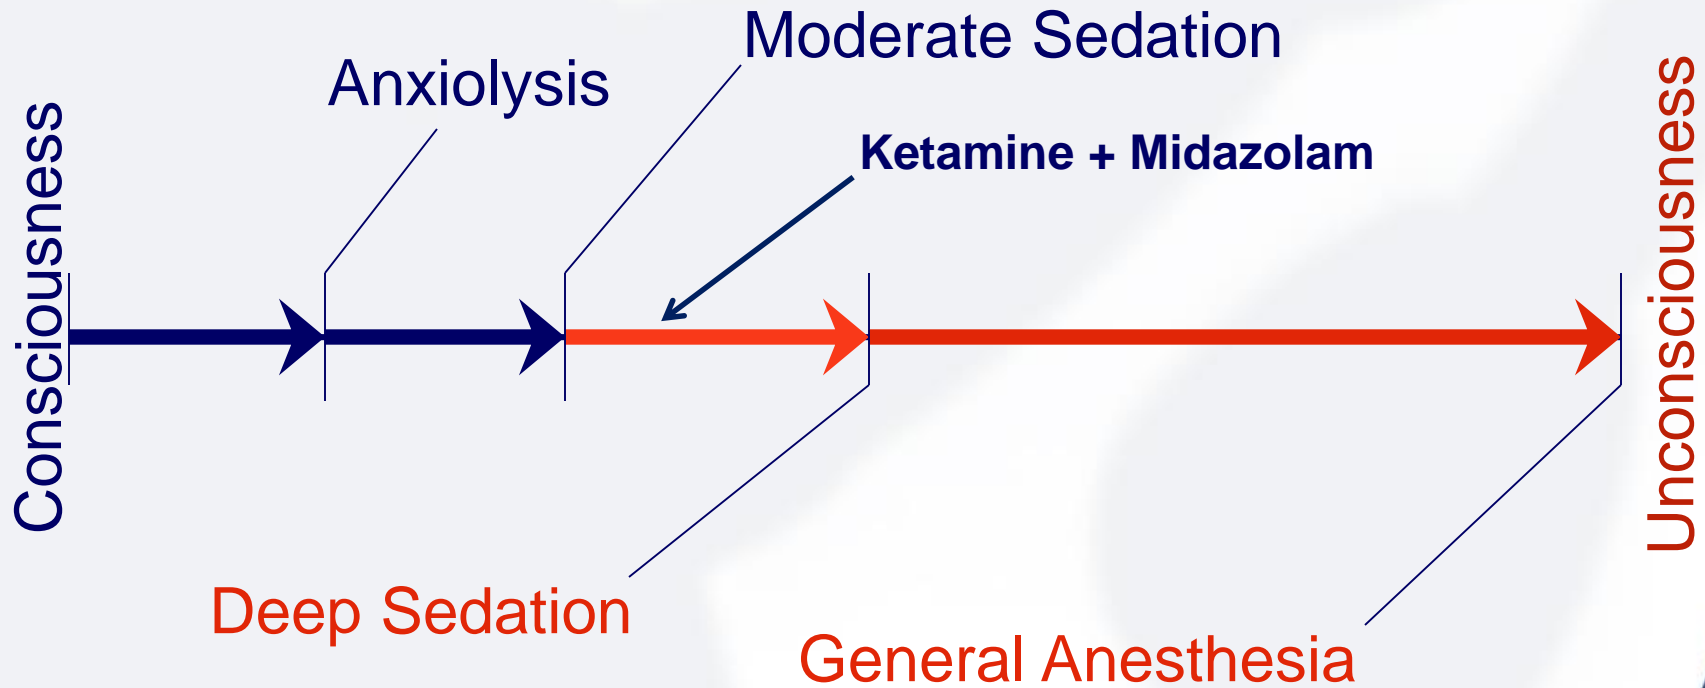 Consciousness
Anxiolysis
Moderate Sedation
Ketamine + Midazolam
Unconsciousness
Deep Sedation
General Anesthesia